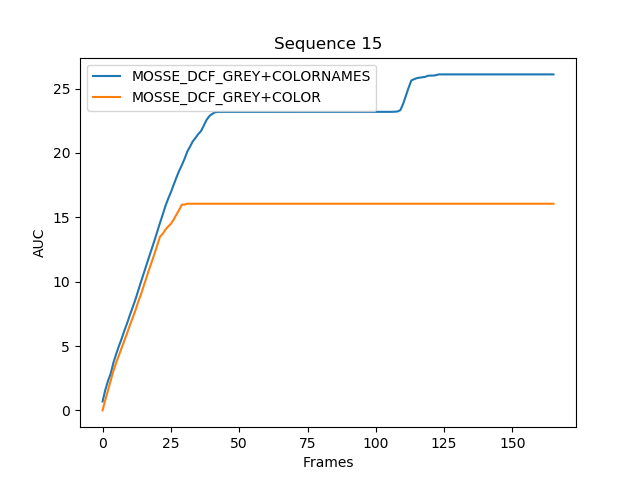 Sequence 15
MOSSE_DCF_GREY+COLORNAMES
MOSSE_DCF_GREY+COLOR
AUC
25
20
15
10
5
0
0 25 50 75 100 125 150
Frames